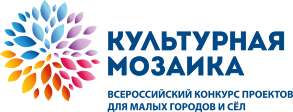 КУЛЬТУРНАЯ
МОЗАИКА
ВСЕРОССИЙСКИЙ КОНКУРС ПРОЕКТОВ
ДЛЯ МАЛЫХ ГОРОДОВ И СЁЛ